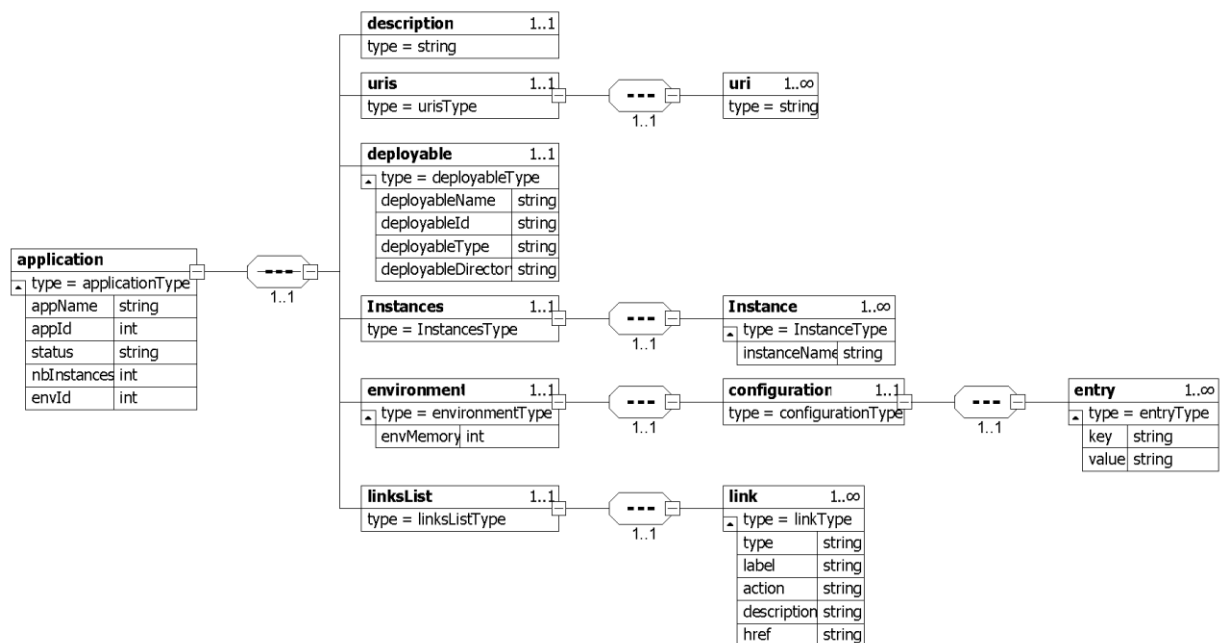 description 1..1
type = string
uris 1..1
type = urisType
1..1
uri 1..∞
type = string
deployable 1..1
type = deployableType
deployableName string
deployableId string
deployableType string
deployableDirectory string
application
type = applicationType
appName string
appId int
status string
nbInstances int
envId int
1..1
Instances 1..1
type = InstancesType
1..1
Instance 1..∞
type = InstanceType
instanceName string
environment 1..1
type = environmentType
envMemory int
1..1
configuration 1..1
type = configurationType
1..1
entry 1..∞
type = entryType
key string
value string
linksList 1..1
type = linksListType
1..1
link 1..∞
type = linkType
type string
label string
action string
description string
href string